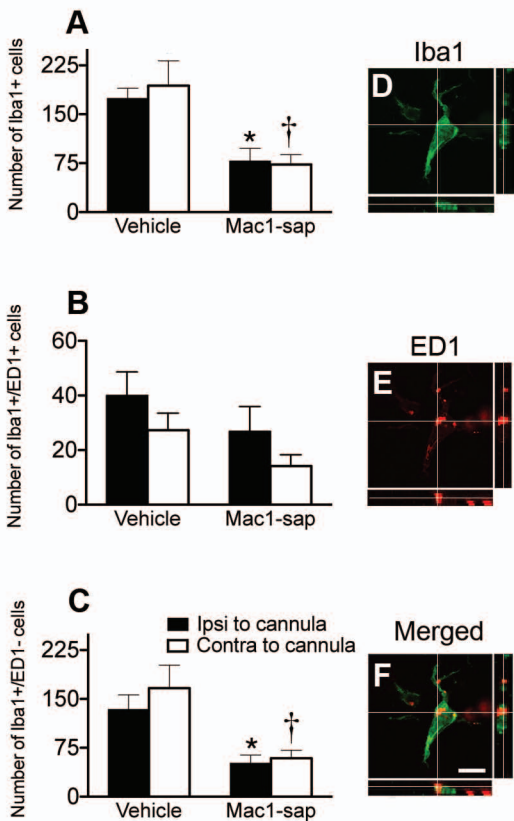 A
Number of Iba1+ cells
225
150
75
0
*
†
Vehicle
Mac1-sap
Iba1
D
B
Number of Iba1+/ED1+ cells
60
40
20
0
Vehicle
Mac1-sap
ED1
E
C
Number of Iba1+/ED1- cells
225
150
75
0
Ipsi to cannula
Contra to cannula
*
†
Vehicle
Mac1-sap
Merged
F